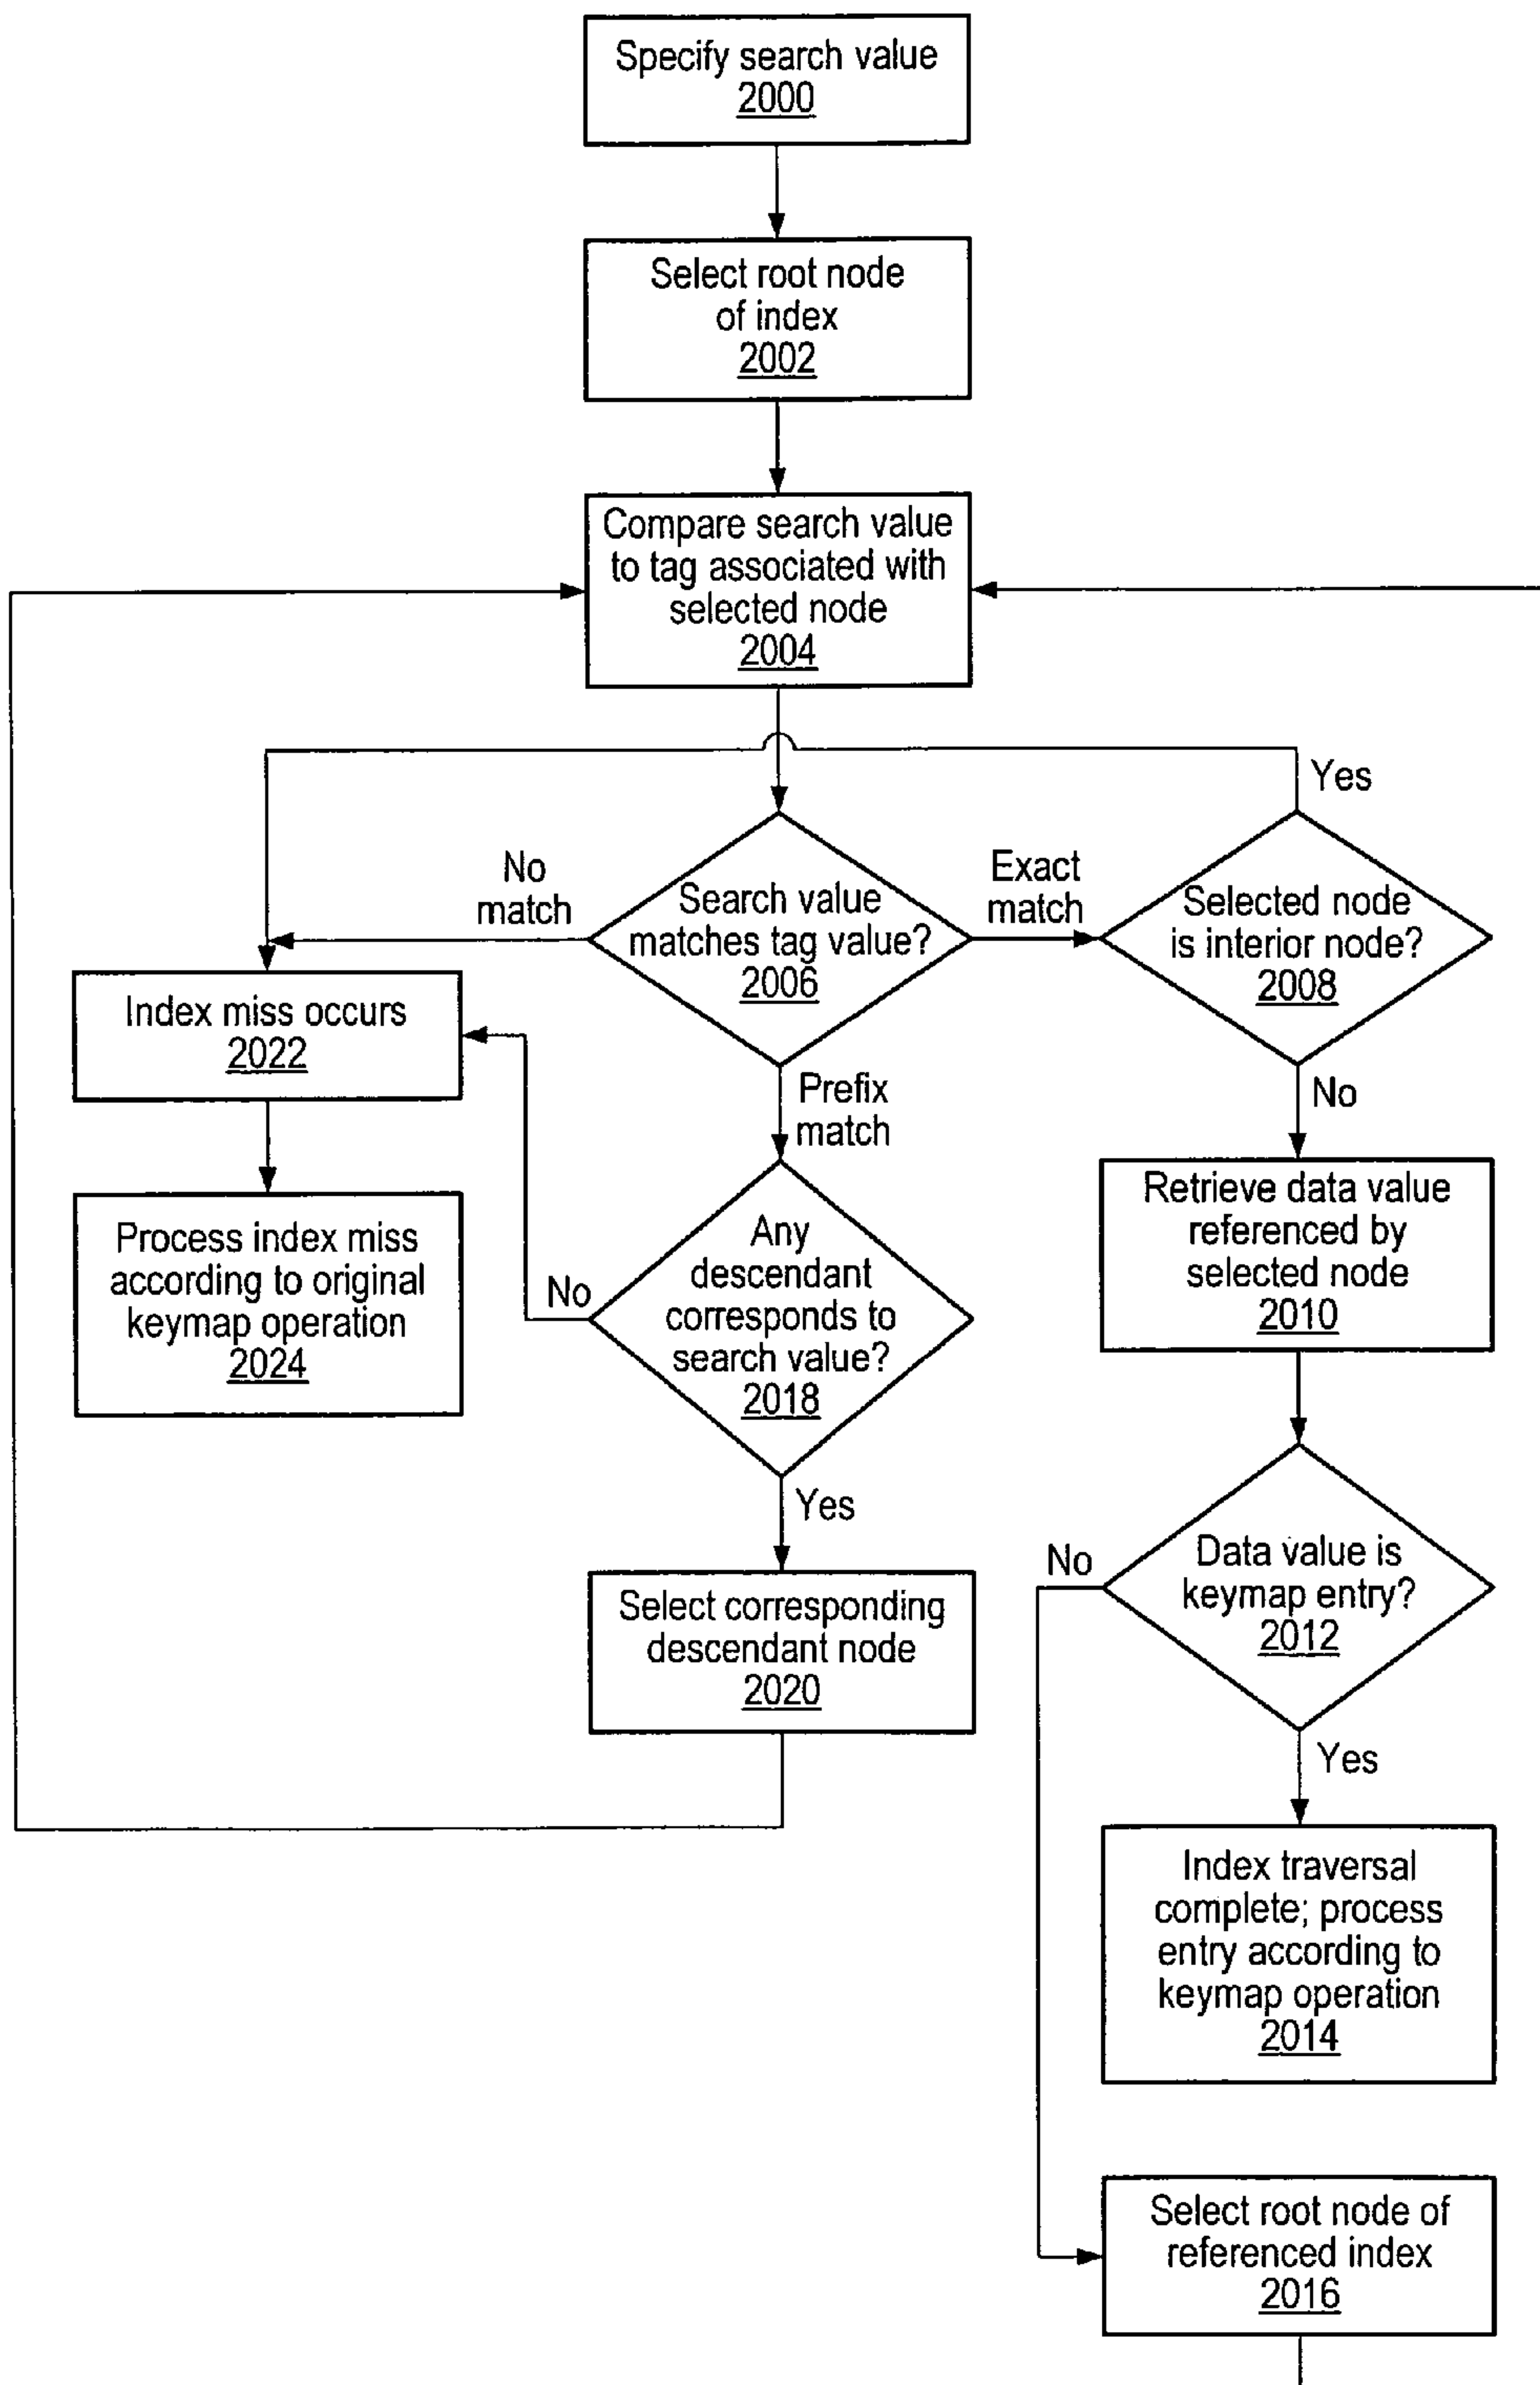 Specify search value
2000
Select root node
of index
2002
Compare search value
to tag associated with
selected node
2004
Yes
No
match
Search value
matches tag value?
2006
Exact
match
Selected node
is interior node?
2008
Index miss occurs
2022
Prefix
match
No
Process index miss
according to original
keymap operation
2024
No
Any
descendant
corresponds to
search value?
2018
Retrieve data value
referenced by
selected node
2010
Yes
Select corresponding
descendant node
2020
No
Data value is
keymap entry?
2012
Yes
Index traversal
complete; process
entry according to
keymap operation
2014
Select root node of
referenced index
2016